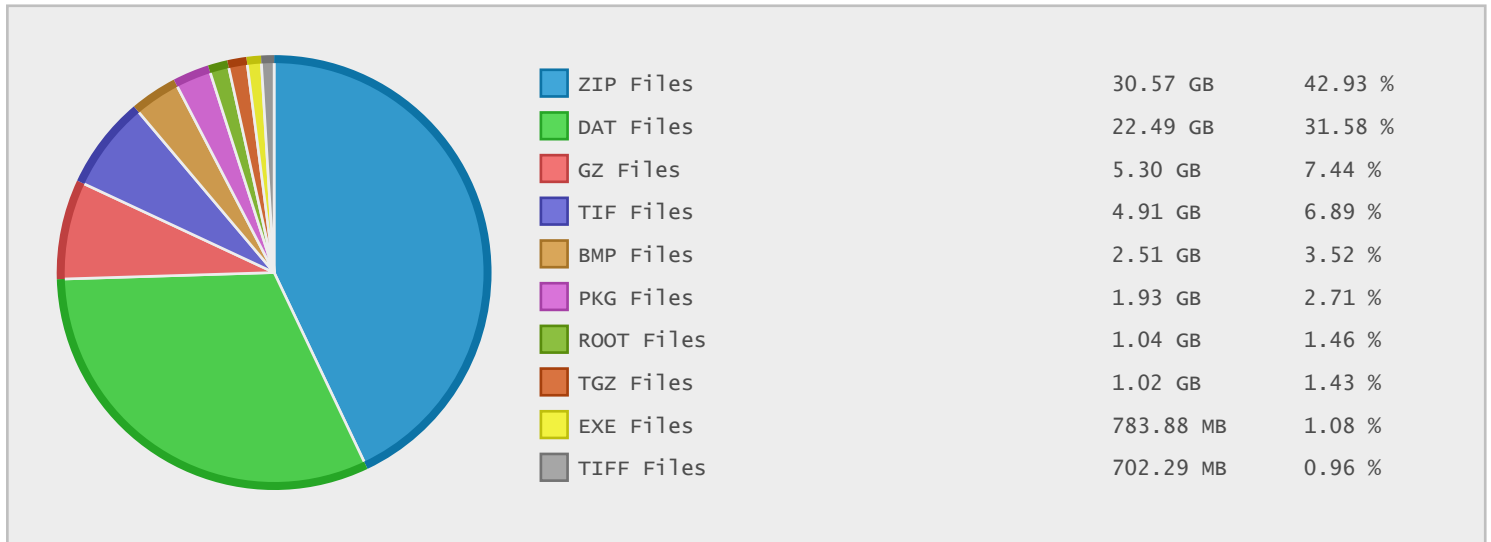 ZIP Files 30.57 GB 42.93 %
DAT Files 22.49 GB 31.58 %
GZ Files 5.30 GB 7.44 %
TIF Files 4.91 GB 6.89 %
BMP Files 2.51 GB 3.52 %
PKG Files 1.93 GB 2.71 %
ROOT Files 1.04 GB 1.46 %
TGZ Files 1.02 GB 1.43 %
EXE Files 783.88 MB 1.08 %
TIFF Files 702.29 MB 0.96 %